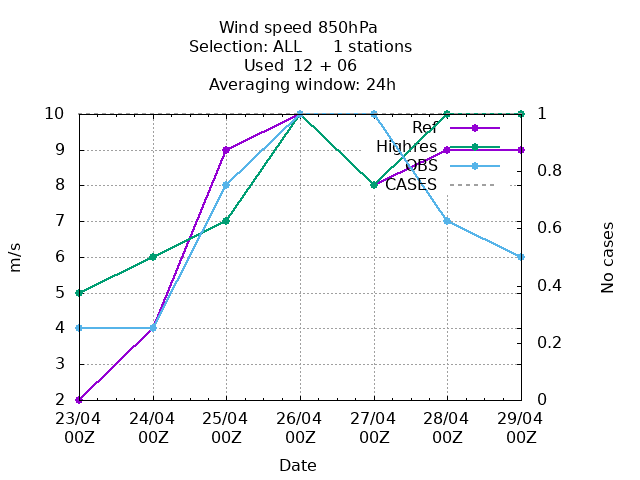 Wind speed 850hPa
Selection: ALL 1 stations
Used 12 + 06
Averaging window: 24h
10 1
Ref
9
Highres
OBS
0.8
8 CASES
7
0.6
6
m/s
No cases
5
0.4
4
0.2
3
2 0
23/04 24/04 25/04 26/04 27/04 28/04 29/04
00Z 00Z 00Z 00Z 00Z 00Z 00Z
Date